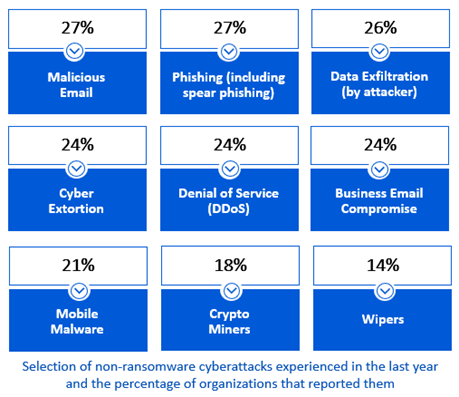 27%
27%
26%
Malicious
Email
Phishing (including
spear phishing)
Data Exfiltration
(by attacker)
24%
24%
24%
Cyber
Extortion
Denial of Service
(DDoS)
Business Email
Compromise
21%
18%
14%
Mobile
Malware
Crypto
Miners
Wipers
Selection of non-ransomware cyberattacks experienced in the last year
and the percentage of organizations that reported them